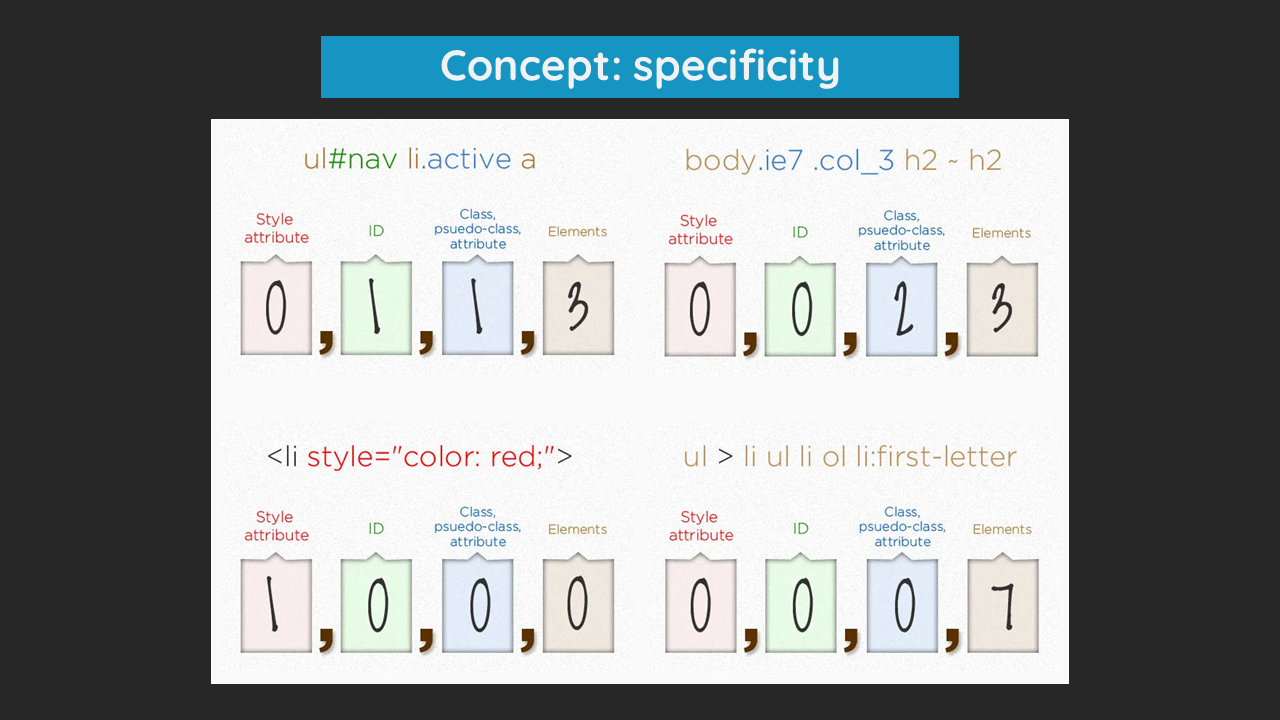 Concept: specificity
ul#nav li.active a
Style
attribute
ID
Class,
psuedo-class,
attribute
Elements
0 , 1 , 1 , 3
body.ie7 .col_3 h2 ~ h2
Style
attribute
ID
Class,
psuedo-class,
attribute
Elements
0 , 0 , 2 , 3
<li style="color: red;">
Style
attribute
ID
Class,
psuedo-class,
attribute
Elements
1 , 0 , 0 , 0
ul > li ul li ol li:first-letter
Style
attribute
ID
Class,
psuedo-class,
attribute
Elements
0 , 0 , 0 , 7